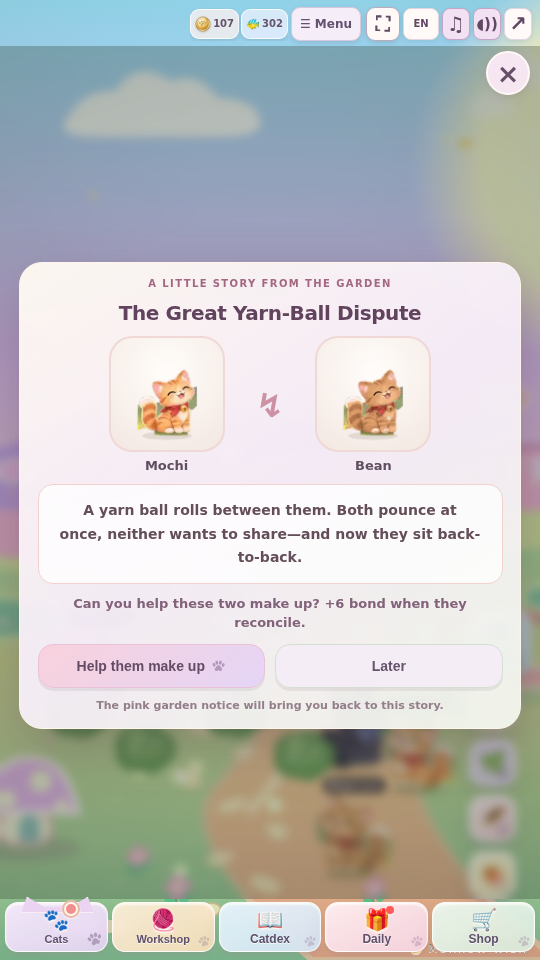 107
302
☰ Menu
EN
A LITTLE STORY FROM THE GARDEN
The Great Yarn-Ball Dispute
Mochi
Bean
A yarn ball rolls between them. Both pounce at
once, neither wants to share—and now they sit back-
to-back.
Can you help these two make up? +6 bond when they
reconcile.
Help them make up
Later
The pink garden notice will bring you back to this story.
Cats
Workshop
Catdex
Daily
Shop